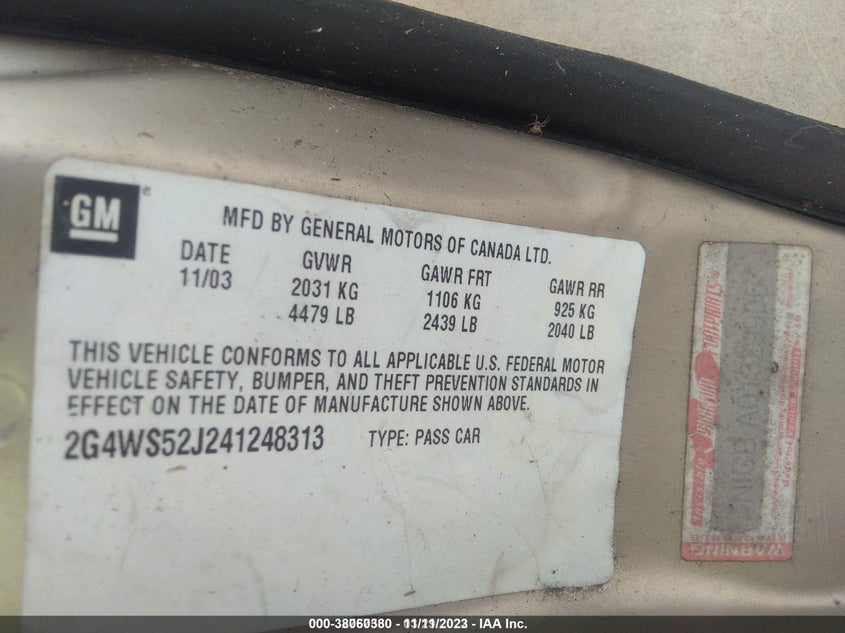 GM
MFD BY GENERAL MOTORS OF CANADA LTD.
DATE GVWR GAWR FRT GAWR RR
11/03 2031 KG 1106 KG 925 KG
4479 LB 2439 LB 2040 LB
THIS VEHICLE CONFORMS TO ALL APPLICABLE U.S. FEDERAL MOTOR
VEHICLE SAFETY, BUMPER, AND THEFT PREVENTION STANDARDS IN
EFFECT ON THE DATE OF MANUFACTURE SHOWN ABOVE.
2G4WS52J241248313 TYPE: PASS CAR
WARNING
000-38060380 - 11/11/2023 - IAA Inc.